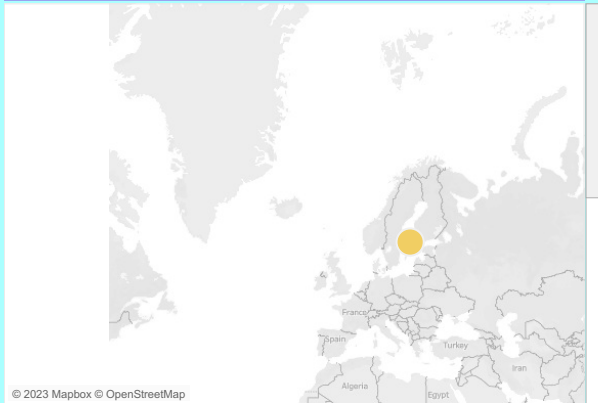 France
Spain
Turkey
Iran
Algeria
Egypt
© 2023 Mapbox © OpenStreetMap